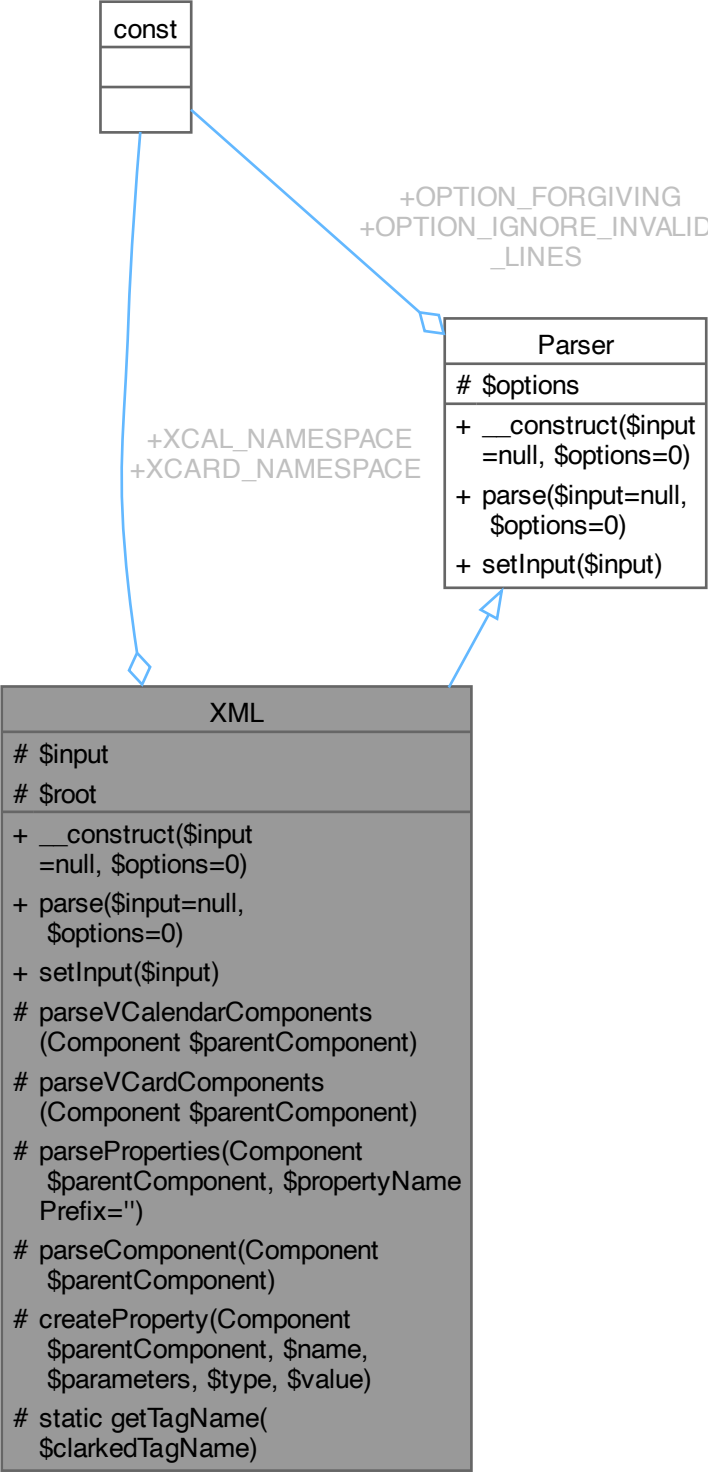 const
+OPTION_FORGIVING
+OPTION_IGNORE_INVALID
_LINES
Parser
# $options
+ __construct($input
=null, $options=0)
+ parse($input=null,
$options=0)
+ setInput($input)
+XCAL_NAMESPACE
+XCARD_NAMESPACE
XML
# $input
# $root
+ __construct($input
=null, $options=0)
+ parse($input=null,
$options=0)
+ setInput($input)
# parseVCalendarComponents
(Component $parentComponent)
# parseVCardComponents
(Component $parentComponent)
# parseProperties(Component
$parentComponent, $propertyName
Prefix='')
# parseComponent(Component
$parentComponent)
# createProperty(Component
$parentComponent, $name,
$parameters, $type, $value)
# static getTagName(
$clarkedTagName)